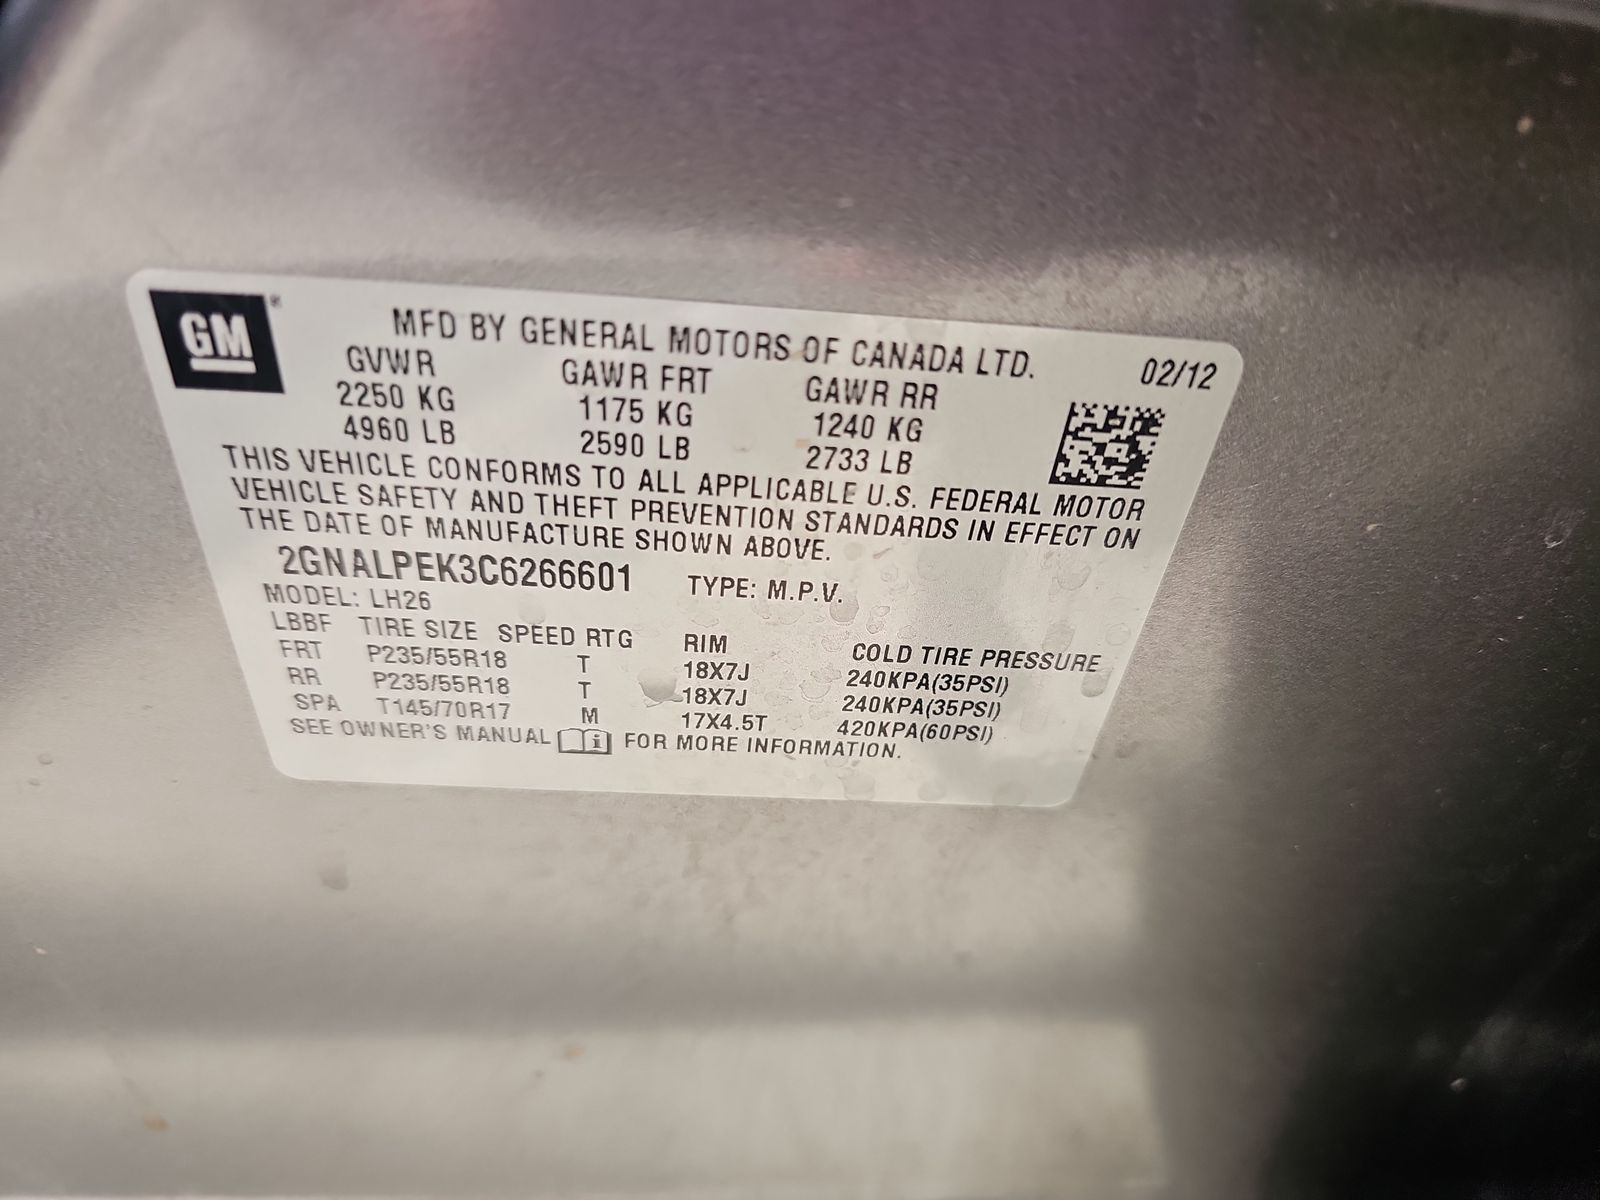 GM ®
MFD BY GENERAL MOTORS OF CANADA LTD.
02/12
GVWR GAWR FRT GAWR RR
2250 KG 1175 KG 1240 KG
4960 LB 2590 LB 2733 LB
THIS VEHICLE CONFORMS TO ALL APPLICABLE U.S. FEDERAL MOTOR
VEHICLE SAFETY AND THEFT PREVENTION STANDARDS IN EFFECT ON
THE DATE OF MANUFACTURE SHOWN ABOVE.
2GNALPEK3C6266601 TYPE: M.P.V.
MODEL: LH26
LBBF TIRE SIZE SPEED RTG RIM COLD TIRE PRESSURE
FRT P235/55R18 T 18X7J 240KPA(35PSI)
RR P235/55R18 T 18X7J 240KPA(35PSI)
SPA T145/70R17 M 17X4.5T 420KPA(60PSI)
SEE OWNER'S MANUAL i FOR MORE INFORMATION.